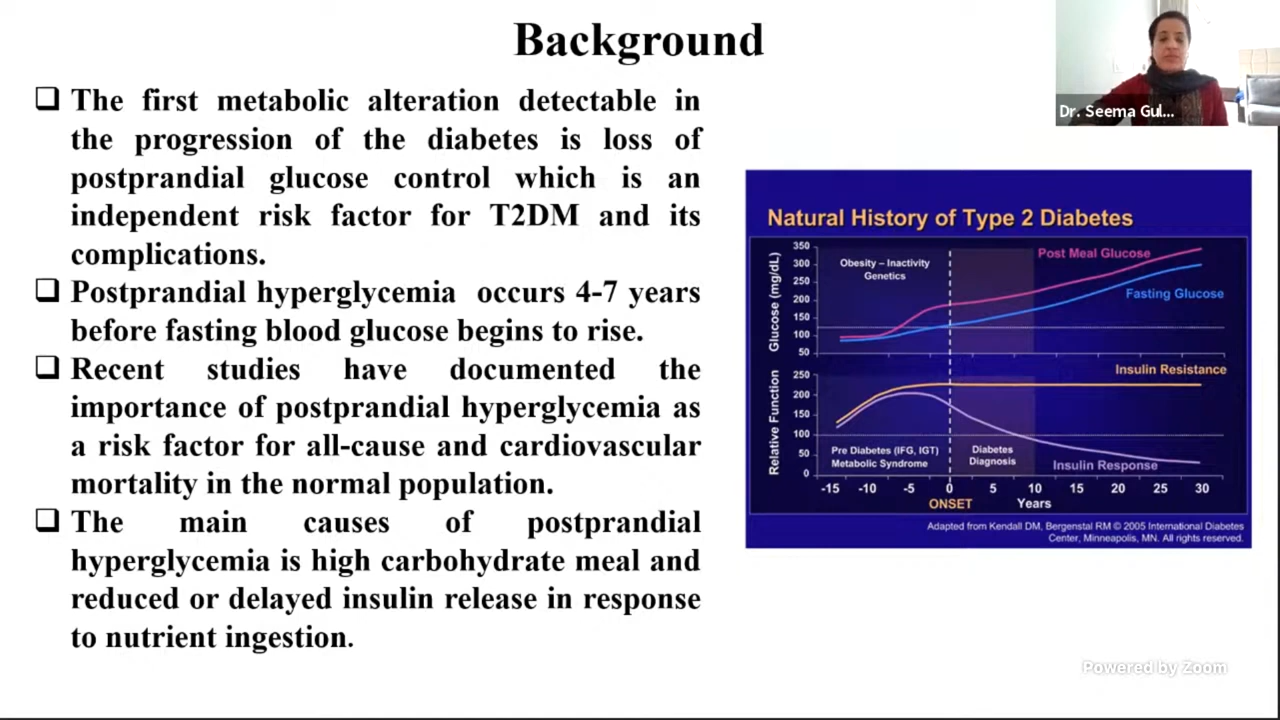 Background
❑ The first metabolic alteration detectable in
the progression of the diabetes is loss of
postprandial glucose control which is an
independent risk factor for T2DM and its
complications.
❑ Postprandial hyperglycemia occurs 4-7 years
before fasting blood glucose begins to rise.
❑ Recent studies have documented the
importance of postprandial hyperglycemia as
a risk factor for all-cause and cardiovascular
mortality in the normal population.
❑ The main causes of postprandial
hyperglycemia is high carbohydrate meal and
reduced or delayed insulin release in response
to nutrient ingestion.
Dr. Seema Gul...
Natural History of Type 2 Diabetes
Glucose (mg/dL)
350
300
250
200
150
100
50
Obesity – Inactivity
Genetics
Post Meal Glucose
Fasting Glucose
Relative Function
250
200
150
100
50
0
Insulin Resistance
Pre Diabetes (IFG, IGT)
Metabolic Syndrome
Diabetes
Diagnosis
Insulin Response
-15 -10 -5 0 5 10 15 20 25 30
ONSET Years
Adapted from Kendall DM, Bergenstal RM © 2005 International Diabetes
Center, Minneapolis, MN. All rights reserved.
Powered by Zoom